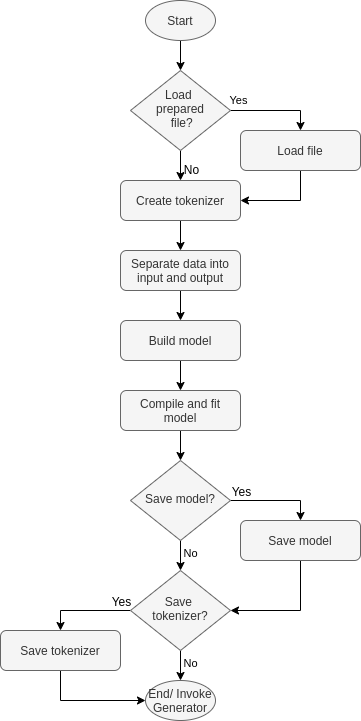 Start
Load
prepared
file?
Yes
Load file
No
Create tokenizer
Separate data into
input and output
Build model
Compile and fit
model
Save model?
Yes
Save model
No
Save
tokenizer?
Yes
Save tokenizer
No
End/ Invoke
Generator